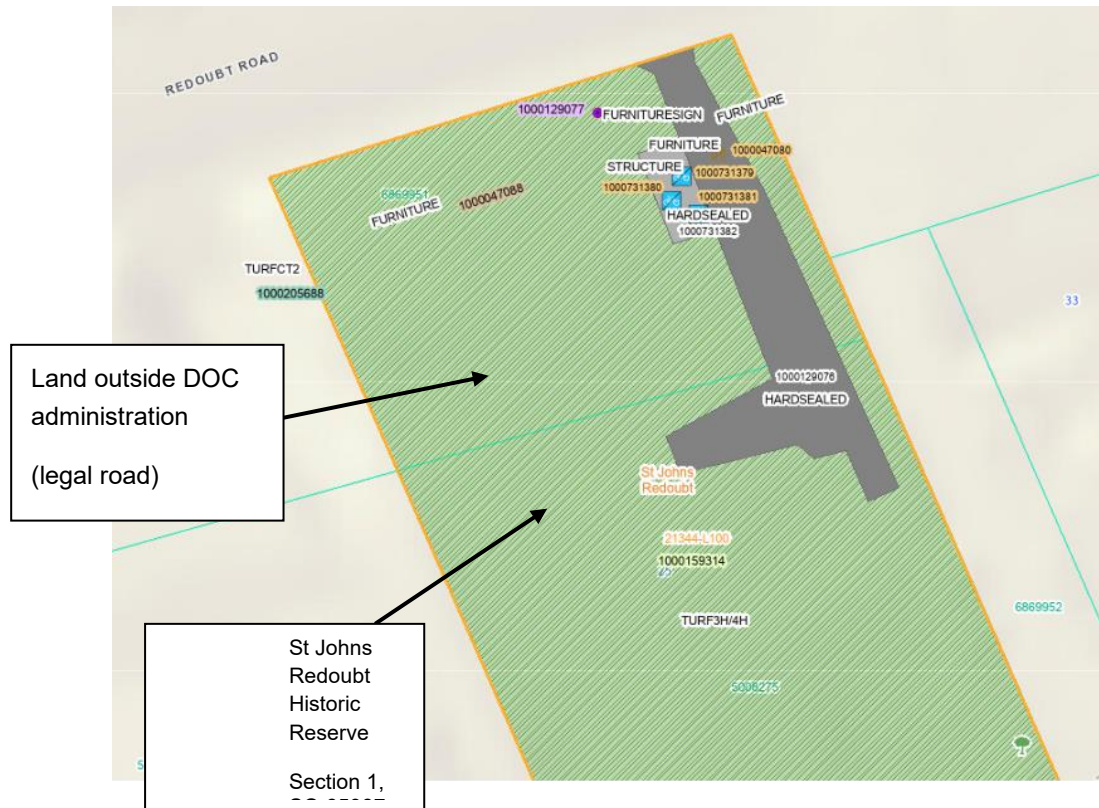 REDOUBT ROAD
1000129077
FURNITURESIGN
FURNITURE
FURNITURE
1000047080
STRUCTURE
1000731379
1000731380
1000731381
6869951
1000047088
FURNITURE
HARDSEALED
1000731382
TURFCT2
1000205688
33
Land outside DOC
administration
(legal road)
1000129076
HARDSEALED
St Johns
Redoubt
21344-L100
1000159314
25
6869952
TURF3H/4H
St Johns
Redoubt
Historic
Reserve
5008275
Section 1,